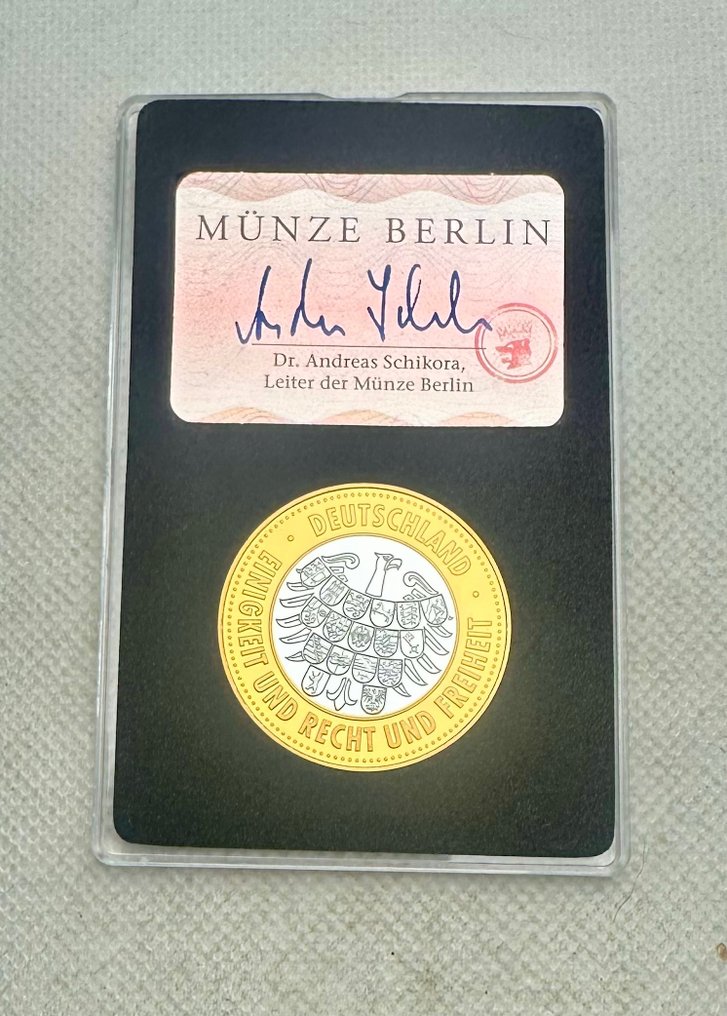 MÜNZE BERLIN
Dr. Andreas Schikora,
Leiter der Münze Berlin
· DEUTSCHLAND ·
EINIGKEIT UND RECHT UND FREIHEIT